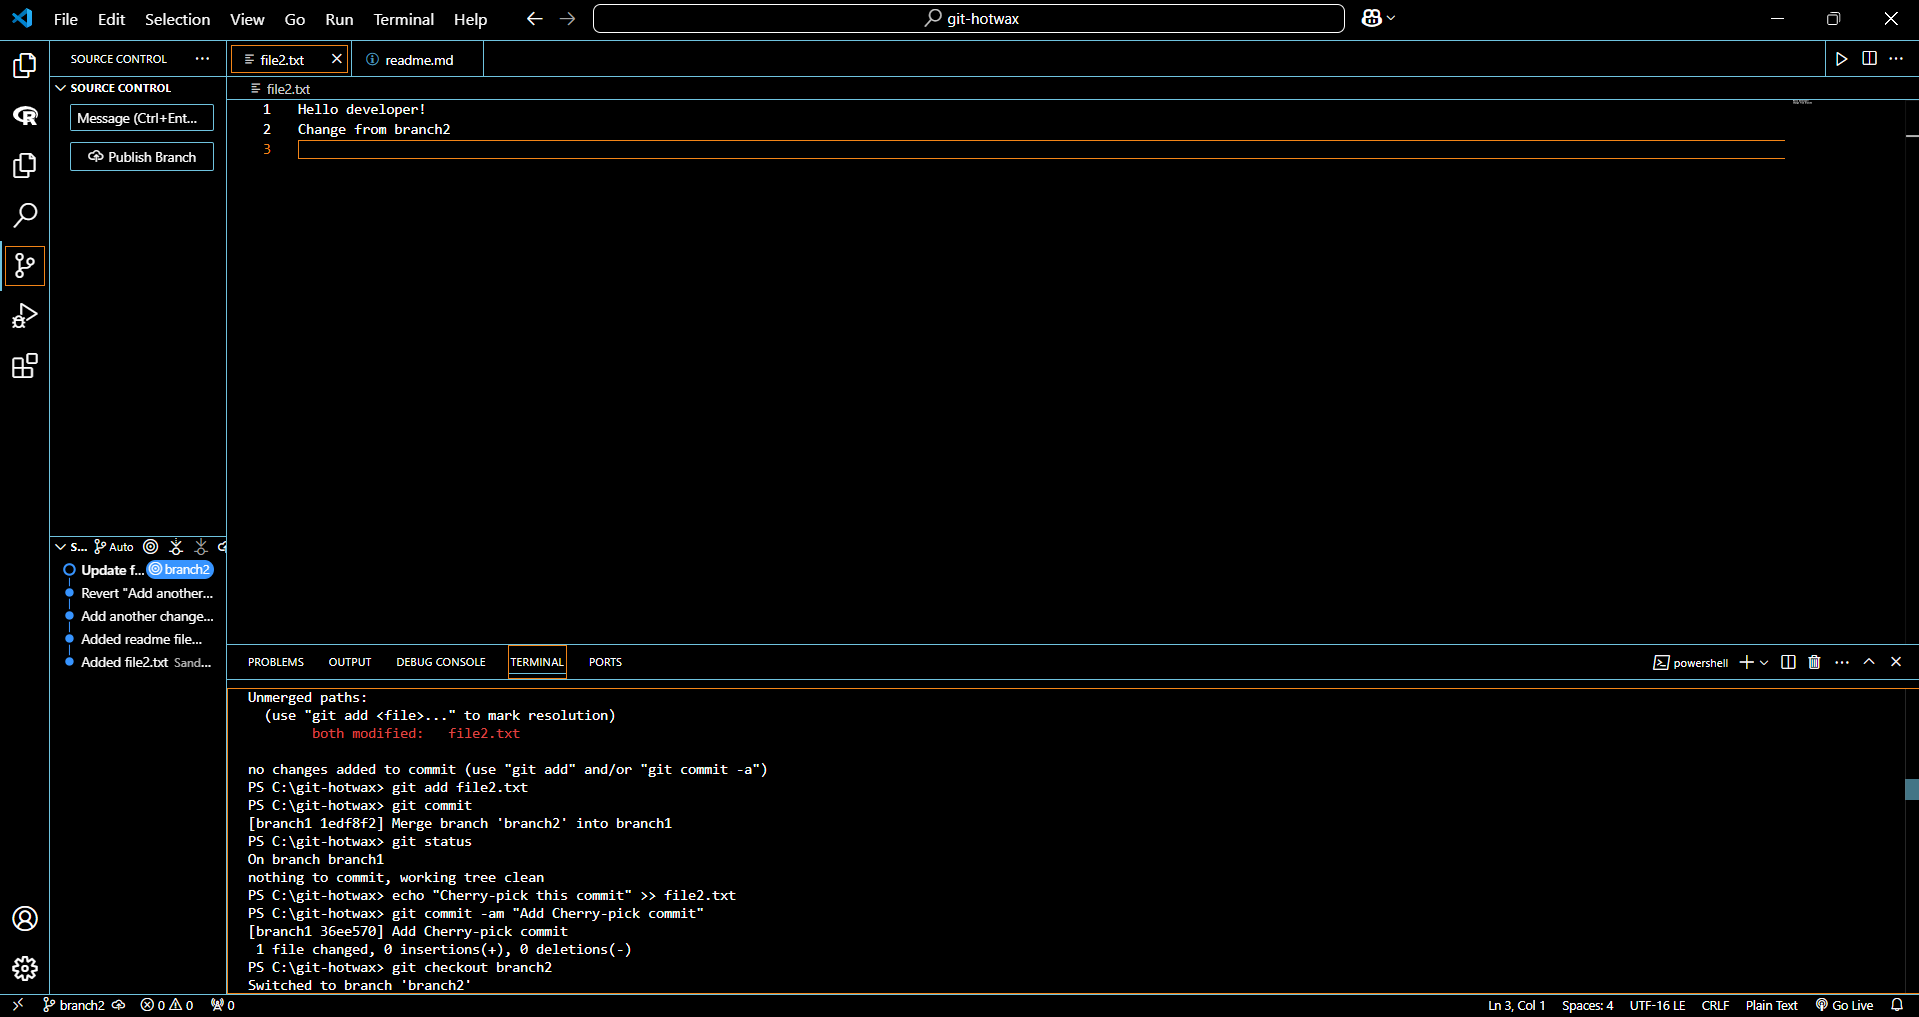 File Edit Selection View Go Run Terminal Help
git-hotwax
SOURCE CONTROL
file2.txt
readme.md
SOURCE CONTROL
file2.txt
Message (Ctrl+Ent...
Publish Branch
1 Hello developer!
2 Change from branch2
3
S... Auto
Update f... branch2
Revert "Add another...
Add another change...
Added readme file...
Added file2.txt Sand...
PROBLEMS OUTPUT DEBUG CONSOLE TERMINAL PORTS
powershell
Unmerged paths:
(use "git add <file>..." to mark resolution)
both modified: file2.txt
no changes added to commit (use "git add" and/or "git commit -a")
PS C:\git-hotwax> git add file2.txt
PS C:\git-hotwax> git commit
[branch1 1edf8f2] Merge branch 'branch2' into branch1
PS C:\git-hotwax> git status
On branch branch1
nothing to commit, working tree clean
PS C:\git-hotwax> echo "Cherry-pick this commit" >> file2.txt
PS C:\git-hotwax> git commit -am "Add Cherry-pick commit"
[branch1 36ee570] Add Cherry-pick commit
1 file changed, 0 insertions(+), 0 deletions(-)
PS C:\git-hotwax> git checkout branch2
Switched to branch 'branch2'
branch2 0 0 0
Ln 3, Col 1 Spaces: 4 UTF-16 LE CRLF Plain Text Go Live